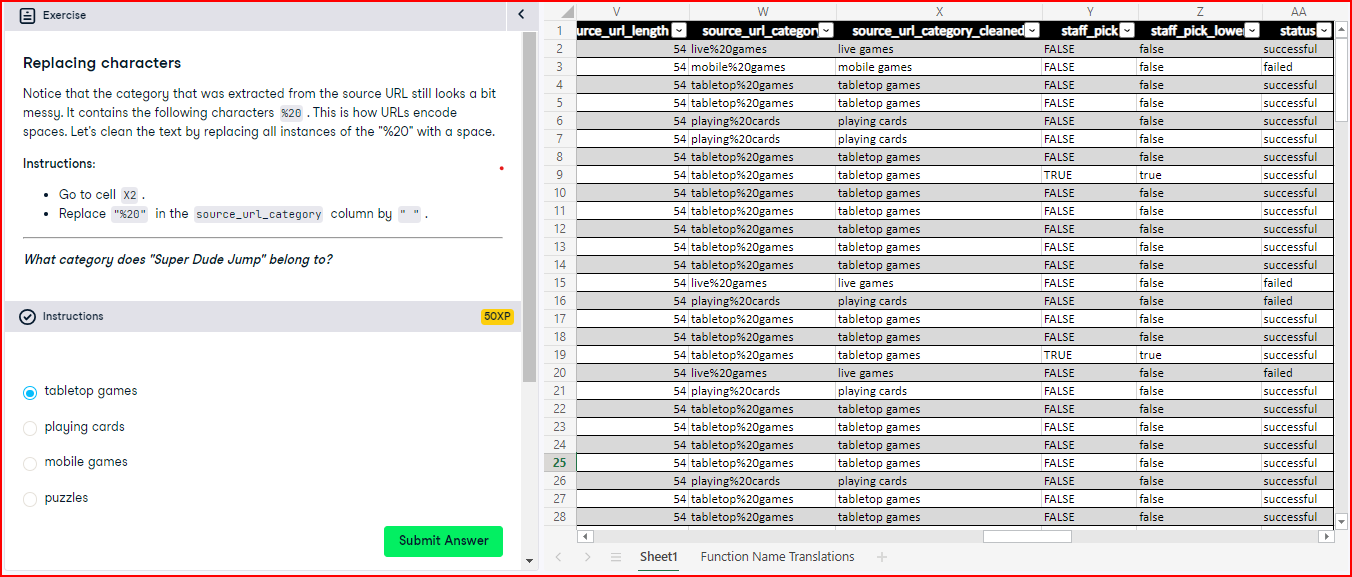 Exercise
Replacing characters
Notice that the category that was extracted from the source URL still looks a bit
messy. It contains the following characters %20 . This is how URLs encode
spaces. Let's clean the text by replacing all instances of the "%20" with a space.
Instructions:
• Go to cell X2 .
• Replace "%20" in the source_url_category column by " " .
What category does "Super Dude Jump" belong to?
Instructions
50XP
tabletop games
playing cards
mobile games
puzzles
Submit Answer
V W X Y Z AA
1 urce_url_length source_url_category source_url_category_cleaned staff_pick staff_pick_lowe status
2 54 live%20games live games FALSE false successful
3 54 mobile%20games mobile games FALSE false failed
4 54 tabletop%20games tabletop games FALSE false successful
5 54 tabletop%20games tabletop games FALSE false successful
6 54 playing%20cards playing cards FALSE false successful
7 54 playing%20cards playing cards FALSE false successful
8 54 tabletop%20games tabletop games FALSE false successful
9 54 tabletop%20games tabletop games TRUE true successful
10 54 tabletop%20games tabletop games FALSE false successful
11 54 tabletop%20games tabletop games FALSE false successful
12 54 tabletop%20games tabletop games FALSE false successful
13 54 tabletop%20games tabletop games FALSE false successful
14 54 tabletop%20games tabletop games FALSE false successful
15 54 live%20games live games FALSE false failed
16 54 playing%20cards playing cards FALSE false failed
17 54 tabletop%20games tabletop games FALSE false successful
18 54 tabletop%20games tabletop games FALSE false successful
19 54 tabletop%20games tabletop games TRUE true successful
20 54 live%20games live games FALSE false failed
21 54 playing%20cards playing cards FALSE false successful
22 54 tabletop%20games tabletop games FALSE false successful
23 54 tabletop%20games tabletop games FALSE false successful
24 54 tabletop%20games tabletop games FALSE false successful
25 54 tabletop%20games tabletop games FALSE false successful
26 54 playing%20cards playing cards FALSE false successful
27 54 tabletop%20games tabletop games FALSE false successful
28 54 tabletop%20games tabletop games FALSE false successful
Sheet1 Function Name Translations